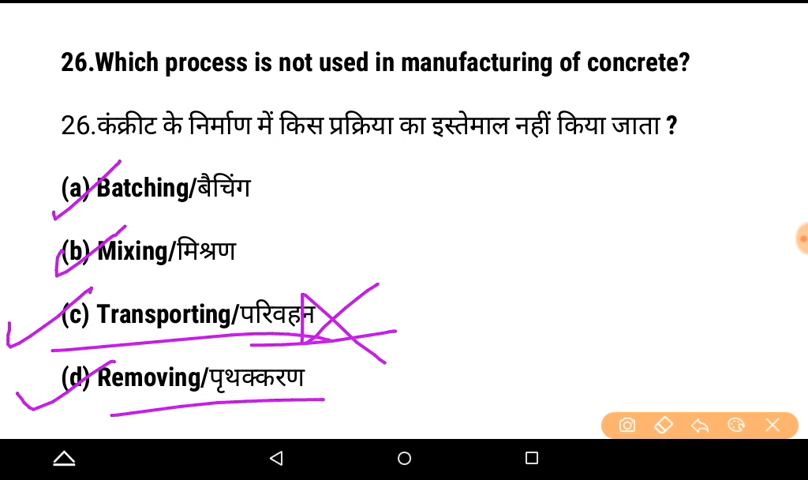 26.Which process is not used in manufacturing of concrete?
26.कंक्रीट के निर्माण में किस प्रक्रिया का इस्तेमाल नहीं किया जाता ?
(a) Batching/बैचिंग
(b) Mixing/मिश्रण
(c) Transporting/परिवहन
(d) Removing/पृथक्करण